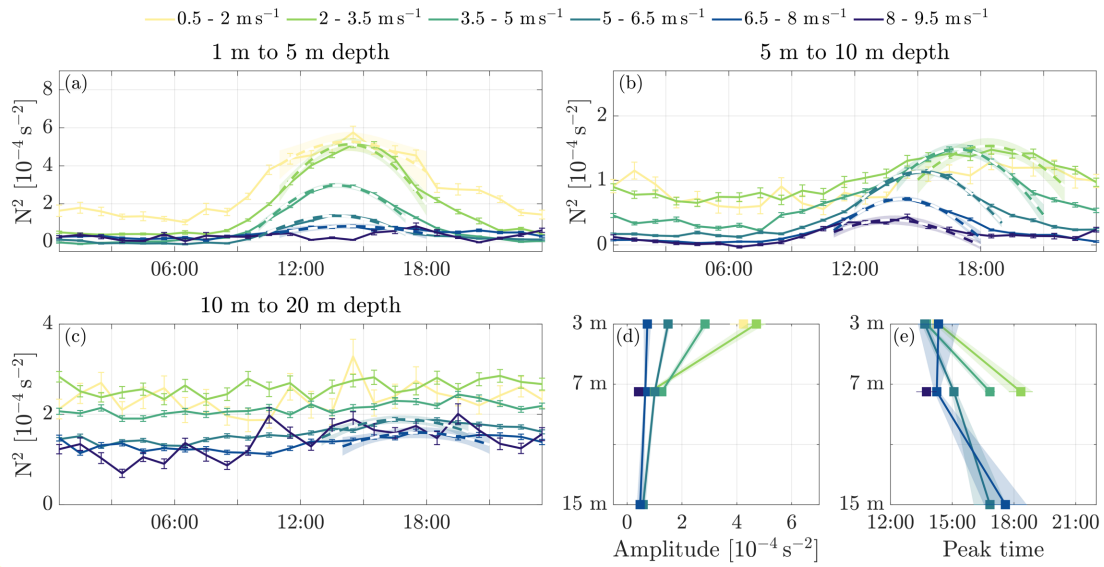 0.5 - 2 m s⁻¹ 2 - 3.5 m s⁻¹ 3.5 - 5 m s⁻¹ 5 - 6.5 m s⁻¹ 6.5 - 8 m s⁻¹ 8 - 9.5 m s⁻¹
1 m to 5 m depth
(a)
N² [10⁻⁴ s⁻²]
8
6
4
2
0
06:00 12:00 18:00
5 m to 10 m depth
(b)
N² [10⁻⁴ s⁻²]
2
1
0
06:00 12:00 18:00
10 m to 20 m depth
(c)
N² [10⁻⁴ s⁻²]
4
2
0
06:00 12:00 18:00
(d)
3 m
7 m
15 m
0 2 4 6
Amplitude [10⁻⁴ s⁻²]
(e)
3 m
7 m
15 m
12:00 15:00 18:00 21:00
Peak time